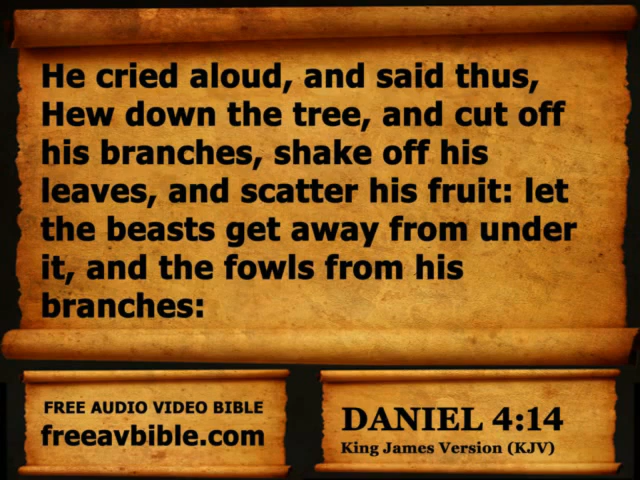 He cried aloud, and said thus,
Hew down the tree, and cut off
his branches, shake off his
leaves, and scatter his fruit: let
the beasts get away from under
it, and the fowls from his
branches:
FREE AUDIO VIDEO BIBLE
freeavbible.com
DANIEL 4:14
King James Version (KJV)